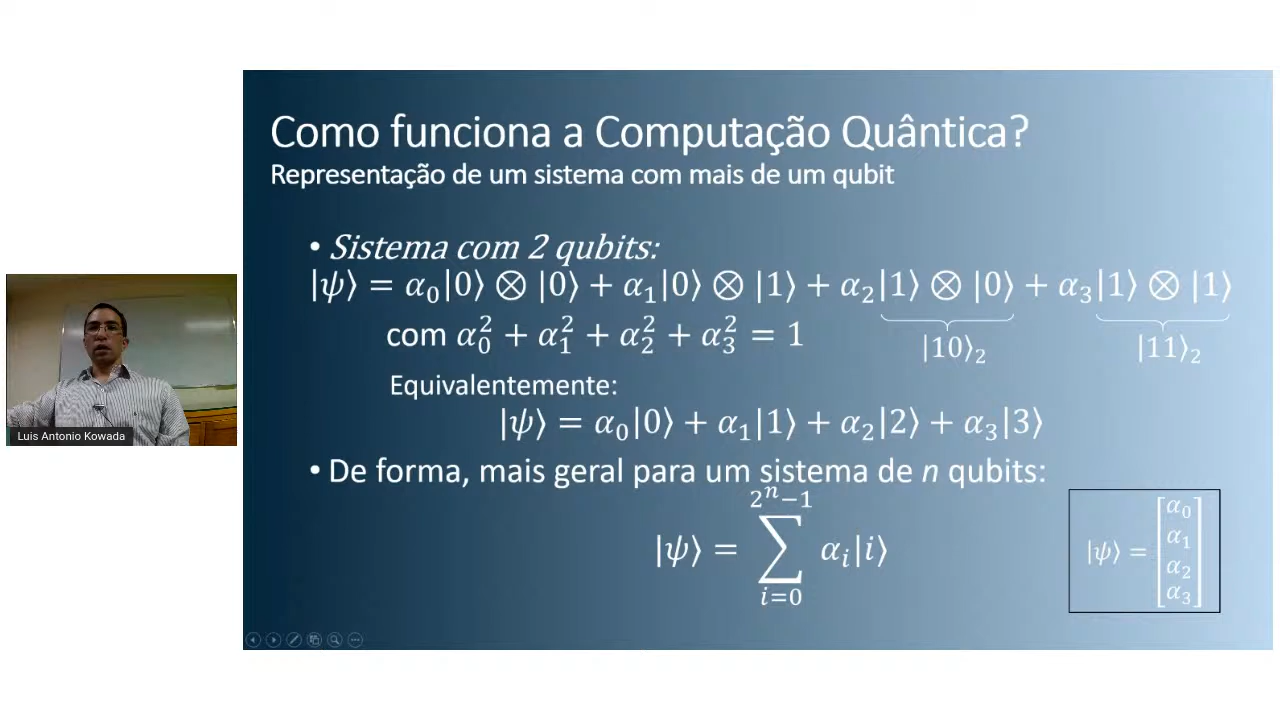 Como funciona a Computação Quântica?
Representação de um sistema com mais de um qubit
• Sistema com 2 qubits:
|ψ⟩ = α₀|0⟩ ⊗ |0⟩ + α₁|0⟩ ⊗ |1⟩ + α₂|1⟩ ⊗ |0⟩ + α₃|1⟩ ⊗ |1⟩
|10⟩₂ |11⟩₂
com α₀² + α₁² + α₂² + α₃² = 1
Equivalentemente:
|ψ⟩ = α₀|0⟩ + α₁|1⟩ + α₂|2⟩ + α₃|3⟩
• De forma, mais geral para um sistema de n qubits:
|ψ⟩ = ∑_{i=0}^{2ⁿ−1} αᵢ|i⟩
|ψ⟩ = [α₀ α₁ α₂ α₃]
Luis Antonio Kowada